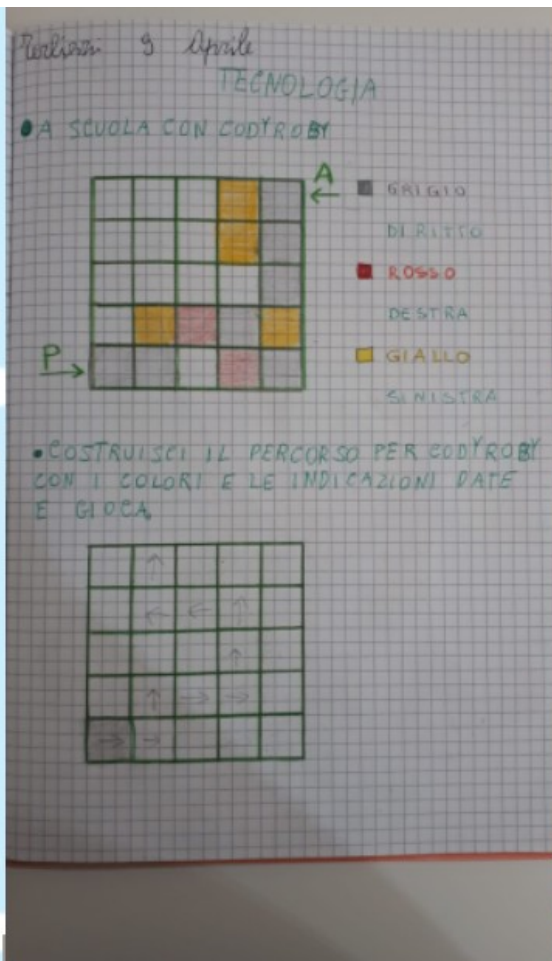 Terlizzi 9 Aprile
TECNOLOGIA
• A SCUOLA CON CODYROBY
A
GRIGIO
DIRITTO
ROSSO
DESTRA
P
GIALLO
SINISTRA
• COSTRUISCI IL PERCORSO PER CODYROBY
CON I COLORI E LE INDICAZIONI DATE
E GIOCA.